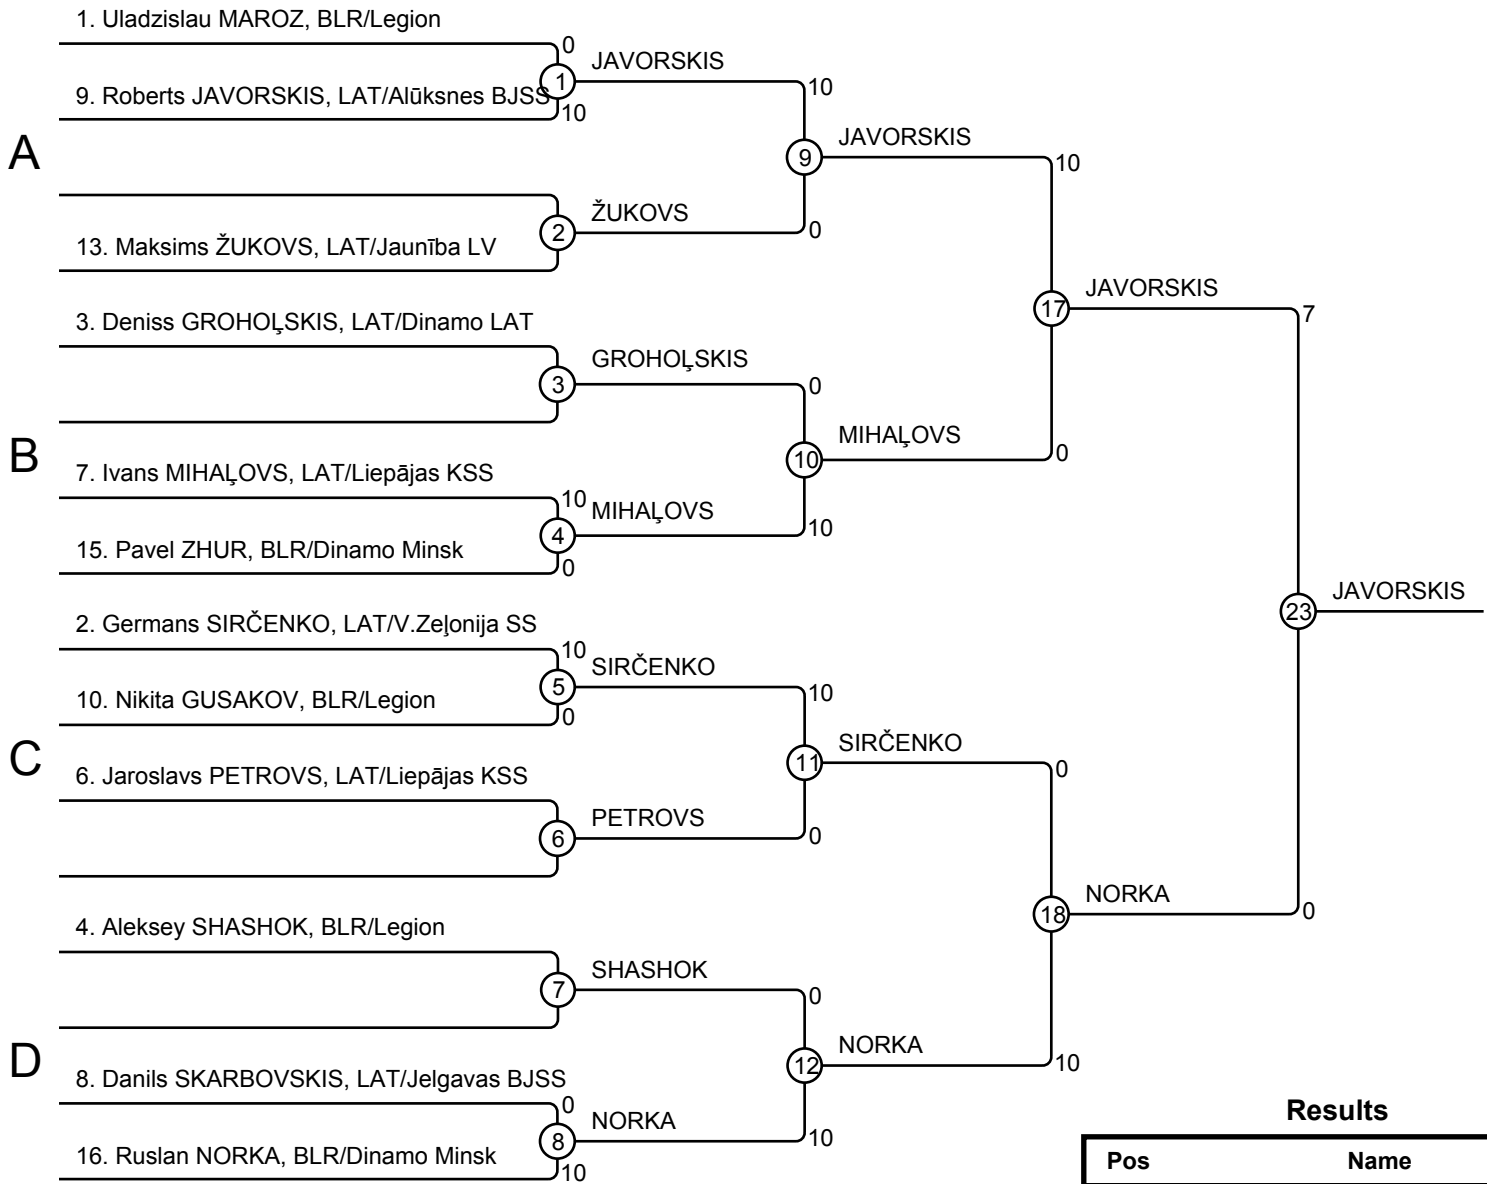 1. Uladzislau MAROZ, BLR/Legion
0
JAVORSKIS
1
10
9. Roberts JAVORSKIS, LAT/Alūksnes BJSS
10
A
JAVORSKIS
9
10
ŽUKOVS
2
0
13. Maksims ŽUKOVS, LAT/Jaunība LV
JAVORSKIS
17
7
3. Deniss GROHOĻSKIS, LAT/Dinamo LAT
GROHOĻSKIS
3
0
MIHAĻOVS
B
10
0
7. Ivans MIHAĻOVS, LAT/Liepājas KSS
10
MIHAĻOVS
4
10
15. Pavel ZHUR, BLR/Dinamo Minsk
0
JAVORSKIS
23
2. Germans SIRČENKO, LAT/V.Zeļonija SS
10
SIRČENKO
5
10
10. Nikita GUSAKOV, BLR/Legion
0
SIRČENKO
C
11
0
6. Jaroslavs PETROVS, LAT/Liepājas KSS
PETROVS
6
0
NORKA
18
0
4. Aleksey SHASHOK, BLR/Legion
SHASHOK
7
0
NORKA
D
12
10
8. Danils SKARBOVSKIS, LAT/Jelgavas BJSS
0
NORKA
8
10
16. Ruslan NORKA, BLR/Dinamo Minsk
10
Results
Pos Name